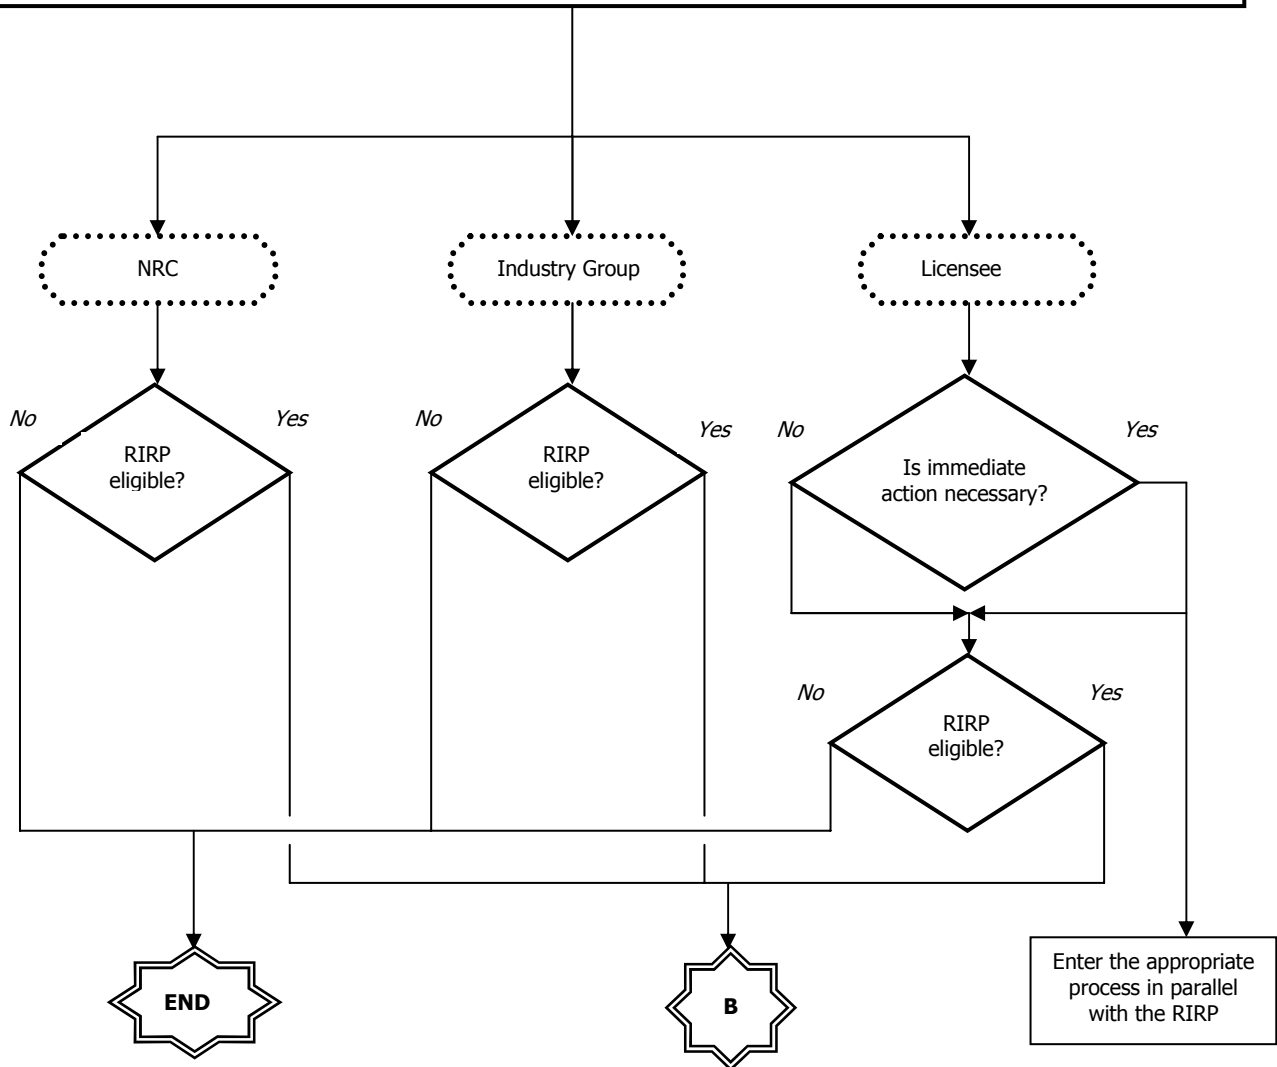 NRC
Industry Group
Licensee
No
Yes
RIRP
eligible?
No
Yes
RIRP
eligible?
No
Yes
Is immediate
action necessary?
No
Yes
RIRP
eligible?
END
B
Enter the appropriate
process in parallel
with the RIRP